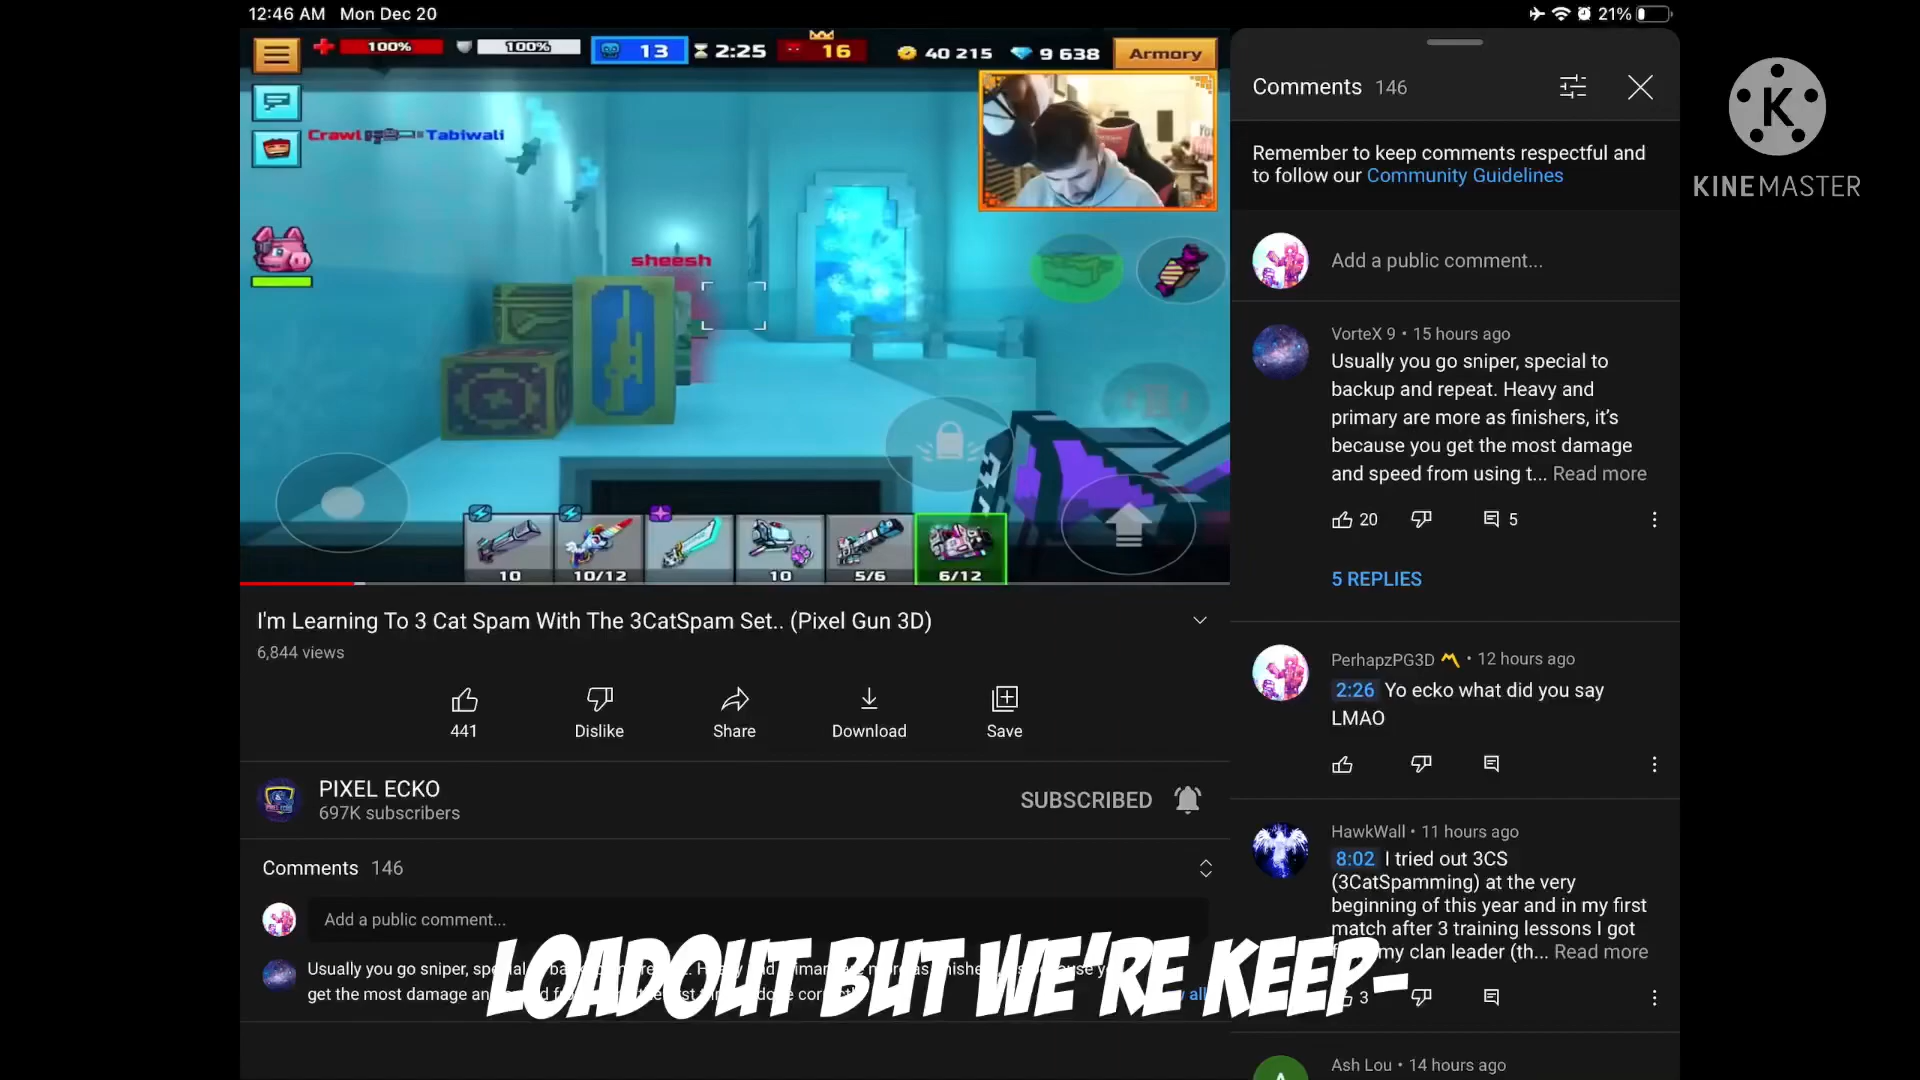 12:46 AM Mon Dec 20
21%
100%
100%
13
2:25
16
40 215
9 638
Armory
Crawl Tabiwali
sheesh
10
10/12
10
5/6
6/12
I'm Learning To 3 Cat Spam With The 3CatSpam Set.. (Pixel Gun 3D)
6,844 views
441
Dislike
Share
Download
Save
PIXEL ECKO
697K subscribers
SUBSCRIBED
Comments 146
Add a public comment...
Usually you go sniper,
get the most damage
LOADOUT BUT WE'RE KEEP-
Comments 146
Remember to keep comments respectful and
to follow our Community Guidelines
Add a public comment...
VorteX 9 • 15 hours ago
Usually you go sniper, special to
backup and repeat. Heavy and
primary are more as finishers, it's
because you get the most damage
and speed from using t... Read more
20
5
5 REPLIES
PerhapzPG3D • 12 hours ago
2:26 Yo ecko what did you say
LMAO
HawkWall • 11 hours ago
8:02 I tried out 3CS
(3CatSpamming) at the very
beginning of this year and in my first
match after 3 training lessons I got
my clan leader (th... Read more
3
Ash Lou • 14 hours ago
K
KINEMASTER